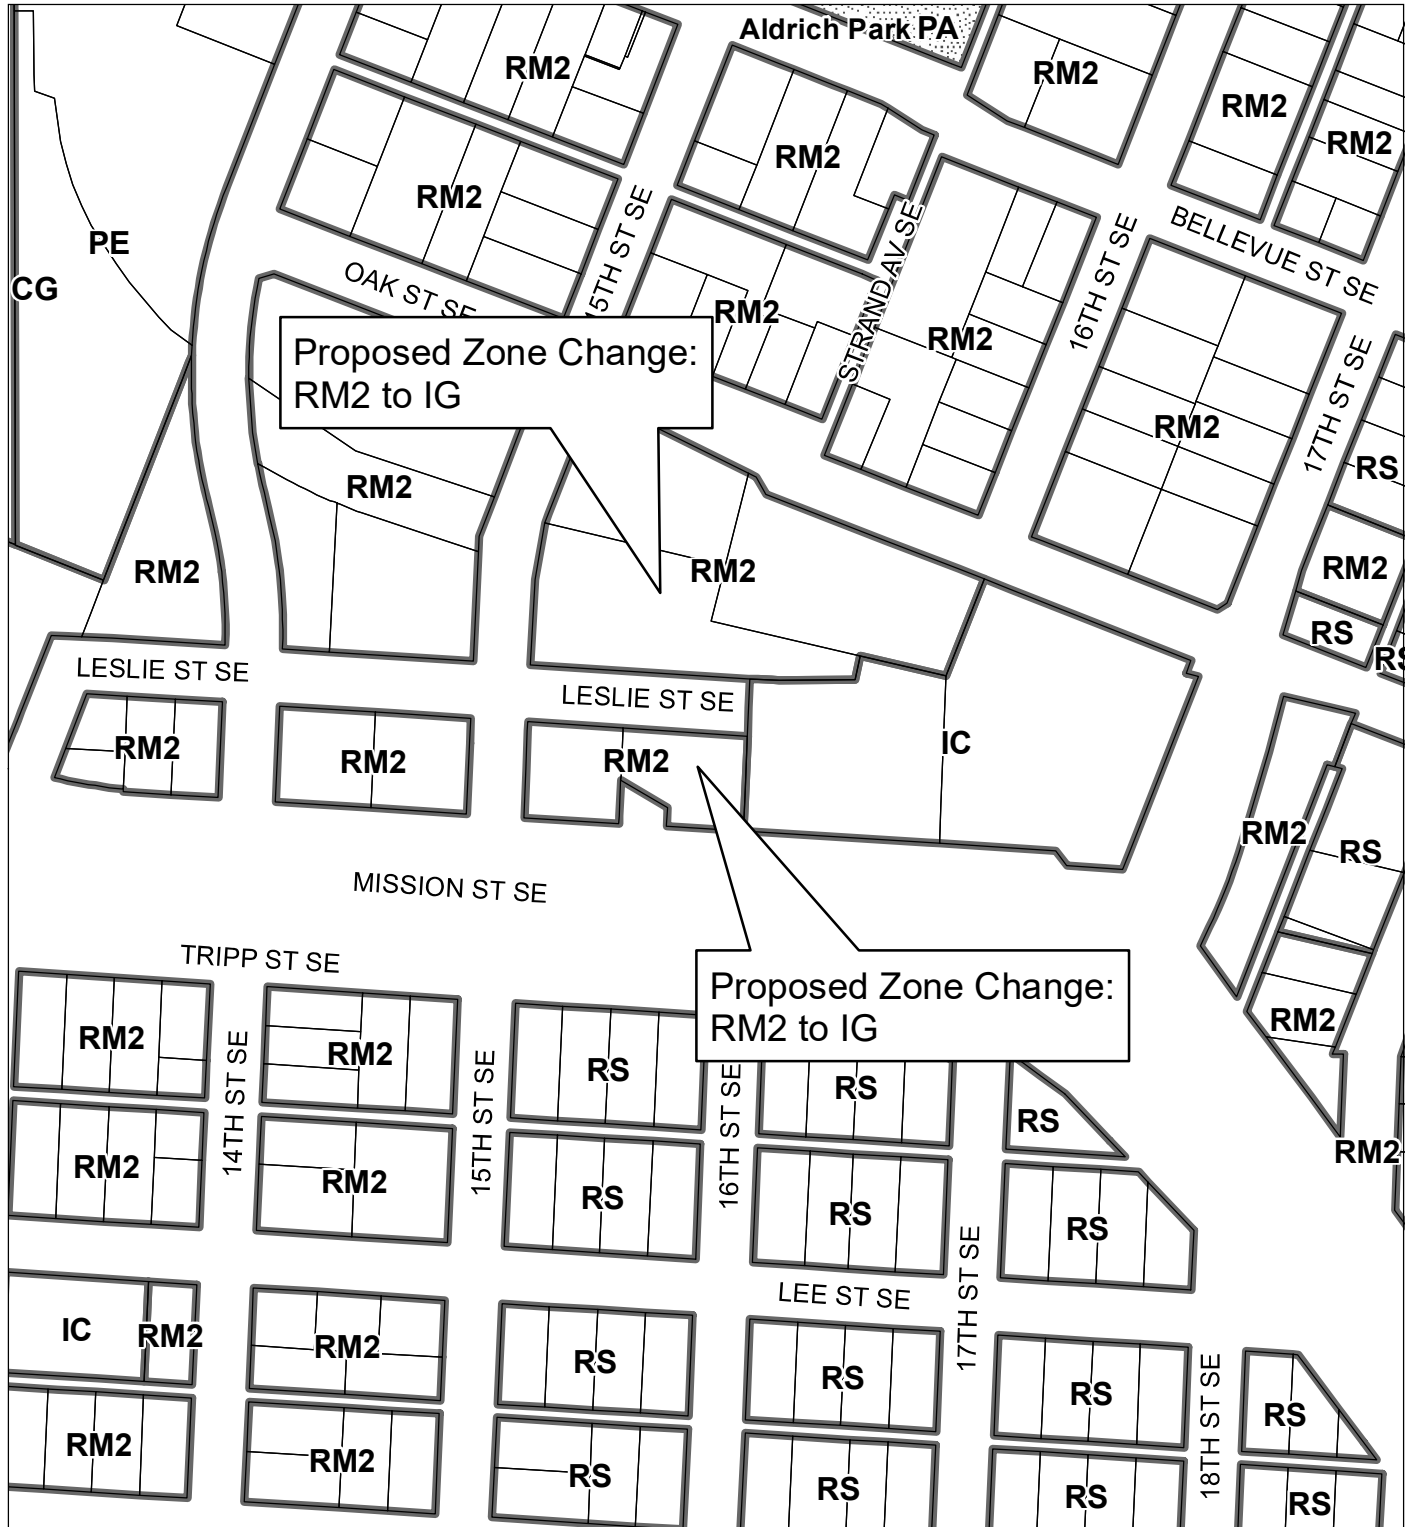 Aldrich Park PA
RM2
RM2
RM2
RM2
RM2
RM2
PE
OAK ST SE
15TH ST SE
STRAND AV SE
16TH ST SE
BELLEVUE ST SE
CG
RM2
RM2
Proposed Zone Change:
RM2 to IG
17TH ST SE
RM2
RS
RM2
RM2
RM2
RM2
RS
RS
LESLIE ST SE
LESLIE ST SE
RM2
RM2
RM2
IC
RM2
RS
MISSION ST SE
TRIPP ST SE
Proposed Zone Change:
RM2 to IG
RM2
RM2
RM2
RS
RS
RS
14TH ST SE
15TH ST SE
16TH ST SE
RM2
RM2
RM2
RS
RS
RS
17TH ST SE
LEE ST SE
IC
RM2
RM2
RS
RS
RS
RS
18TH ST SE
RM2
RM2
RS
RS
RS
RS